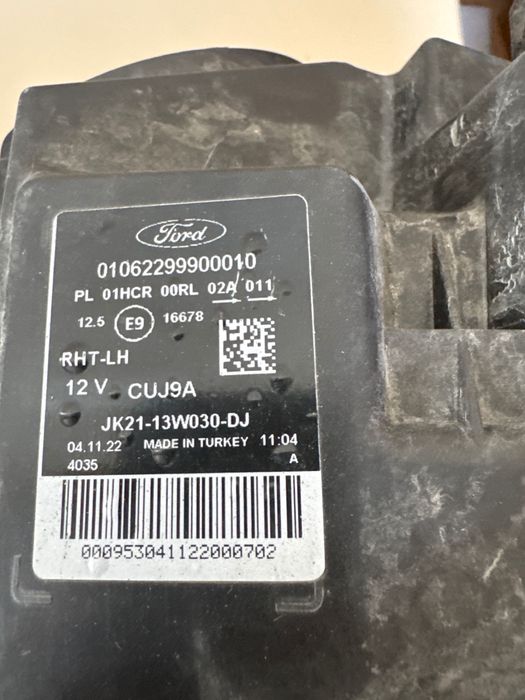 Ford
01062299900010
PL 01HCR 00RL 02A 011
12.5 E9 16678
RHT-LH
12 V CUJ9A
JK21-13W030-DJ
04.11.22 MADE IN TURKEY 11:04
4035 A
000953041122000702